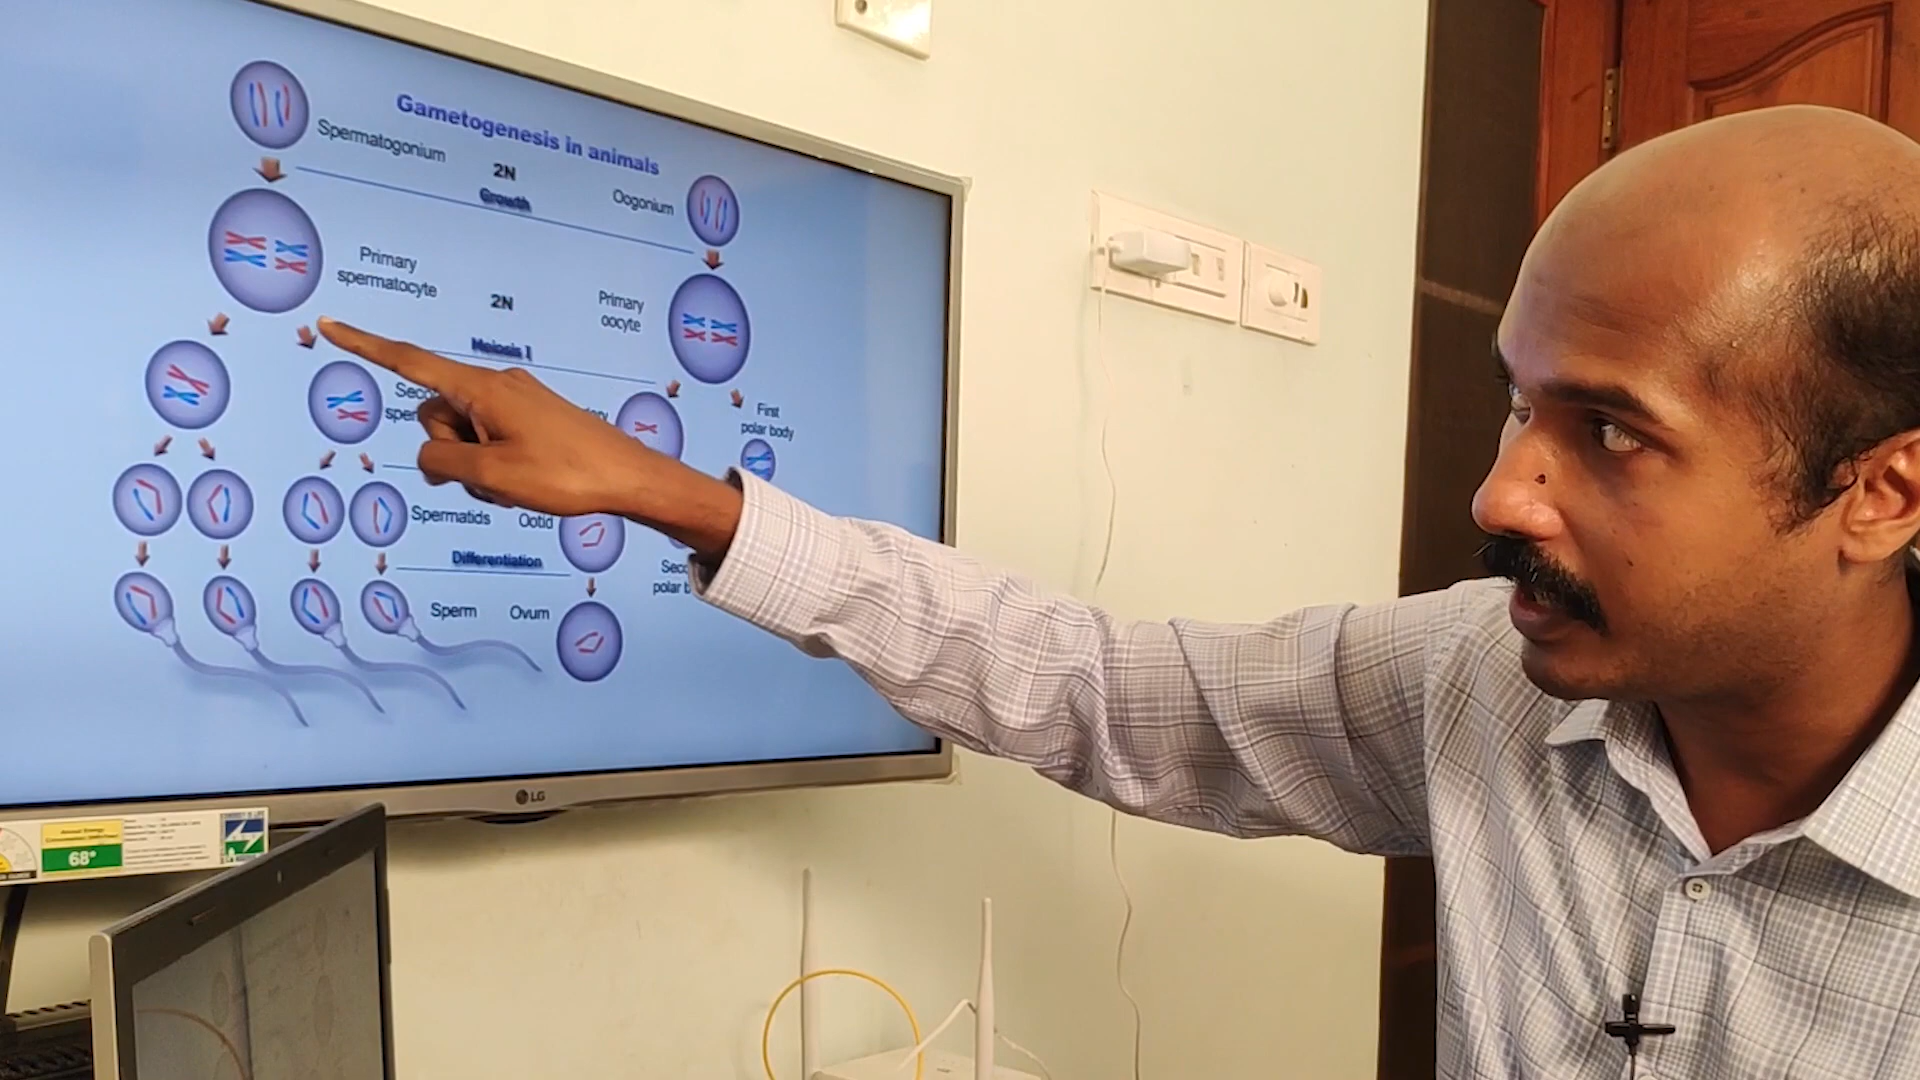 Gametogenesis in animals
Spermatogonium
2N
Growth
Oogonium
Primary
spermatocyte
2N
Primary
oocyte
Meiosis I
First
polar body
Spermatids
Ootid
Differentiation
Sperm
Ovum
LG
68*